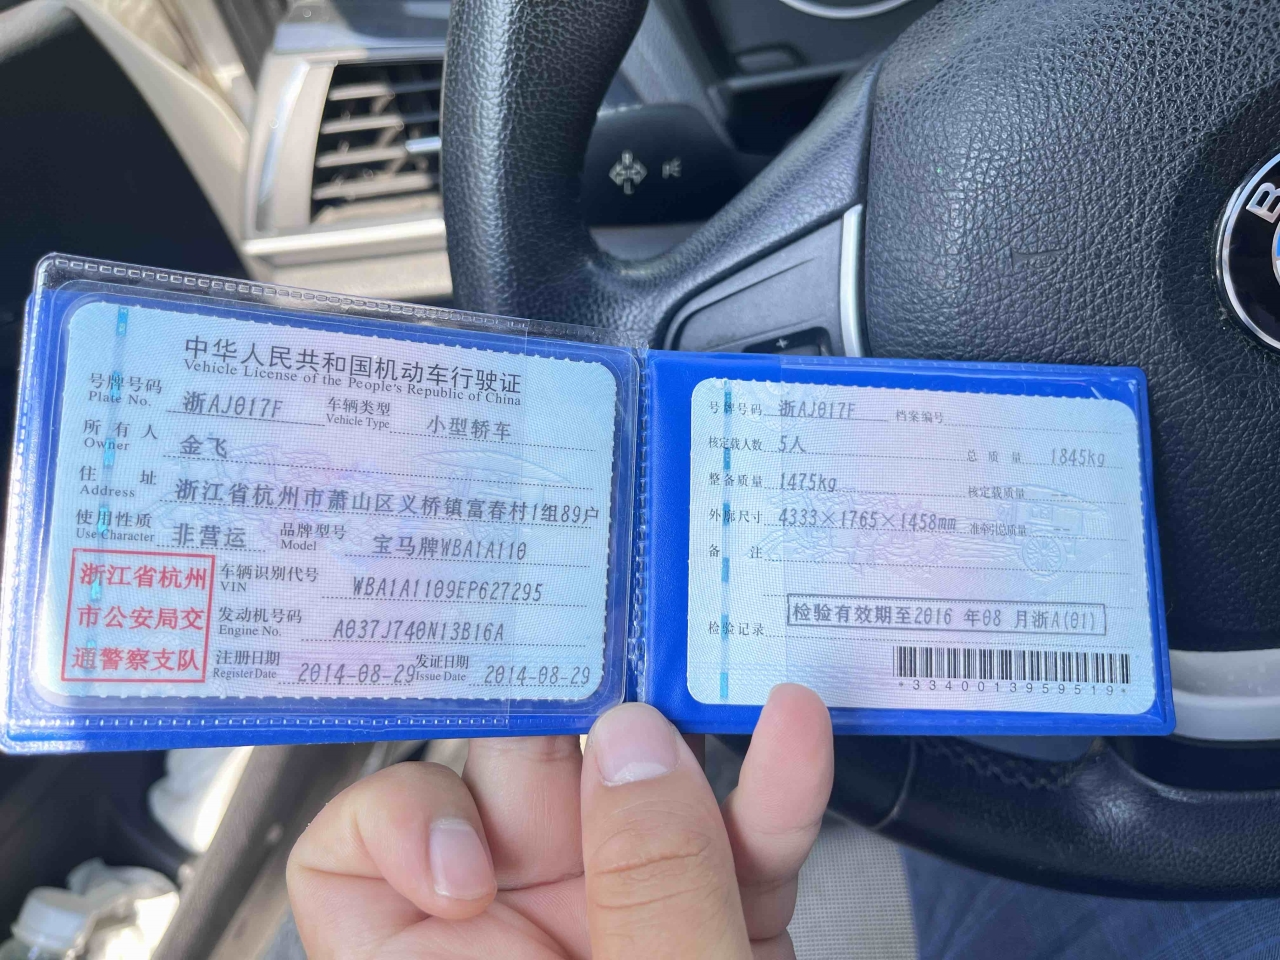 中华人民共和国机动车行驶证
Vehicle License of the People's Republic of China
号牌号码 浙AJ017F 车辆类型 小型轿车
Plate No. Vehicle Type
所有人 金飞
Owner
住址 浙江省杭州市萧山区义桥镇富春村1组89户
Address
使用性质 非营运 品牌型号 宝马牌WBA1A110
Use Character Model
浙江省杭州
市公安局交
通警察支队
车辆识别代号 WBA1A1109EP627295
VIN
发动机号码 A037J740N13B16A
Engine No.
注册日期 2014-08-29 发证日期 2014-08-29
Register Date Issue Date
号牌号码 浙AJ017F 档案编号
核定载人数 5人 总质量 1845kg
整备质量 1475kg 核定载质量 --
外廓尺寸 4333×1765×1458mm 准牵引总质量 --
备注
检验有效期至2016 年08 月浙A(01)
检验记录
*3340013959519*
B